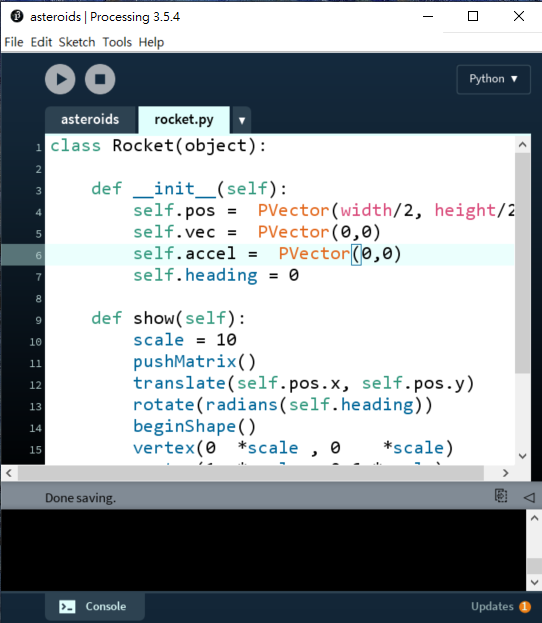 asteroids | Processing 3.5.4
File Edit Sketch Tools Help
Python ▼
asteroids rocket.py ▼
1 class Rocket(object):
2
3 def __init__(self):
4 self.pos =  PVector(width/2, height/2
5 self.vec =  PVector(0,0)
6 self.accel =  PVector(0,0)
7 self.heading = 0
8
9 def show(self):
10 scale = 10
11 pushMatrix()
12 translate(self.pos.x, self.pos.y)
13 rotate(radians(self.heading))
14 beginShape()
15 vertex(0  *scale , 0    *scale)
Done saving.
Console
Updates 1